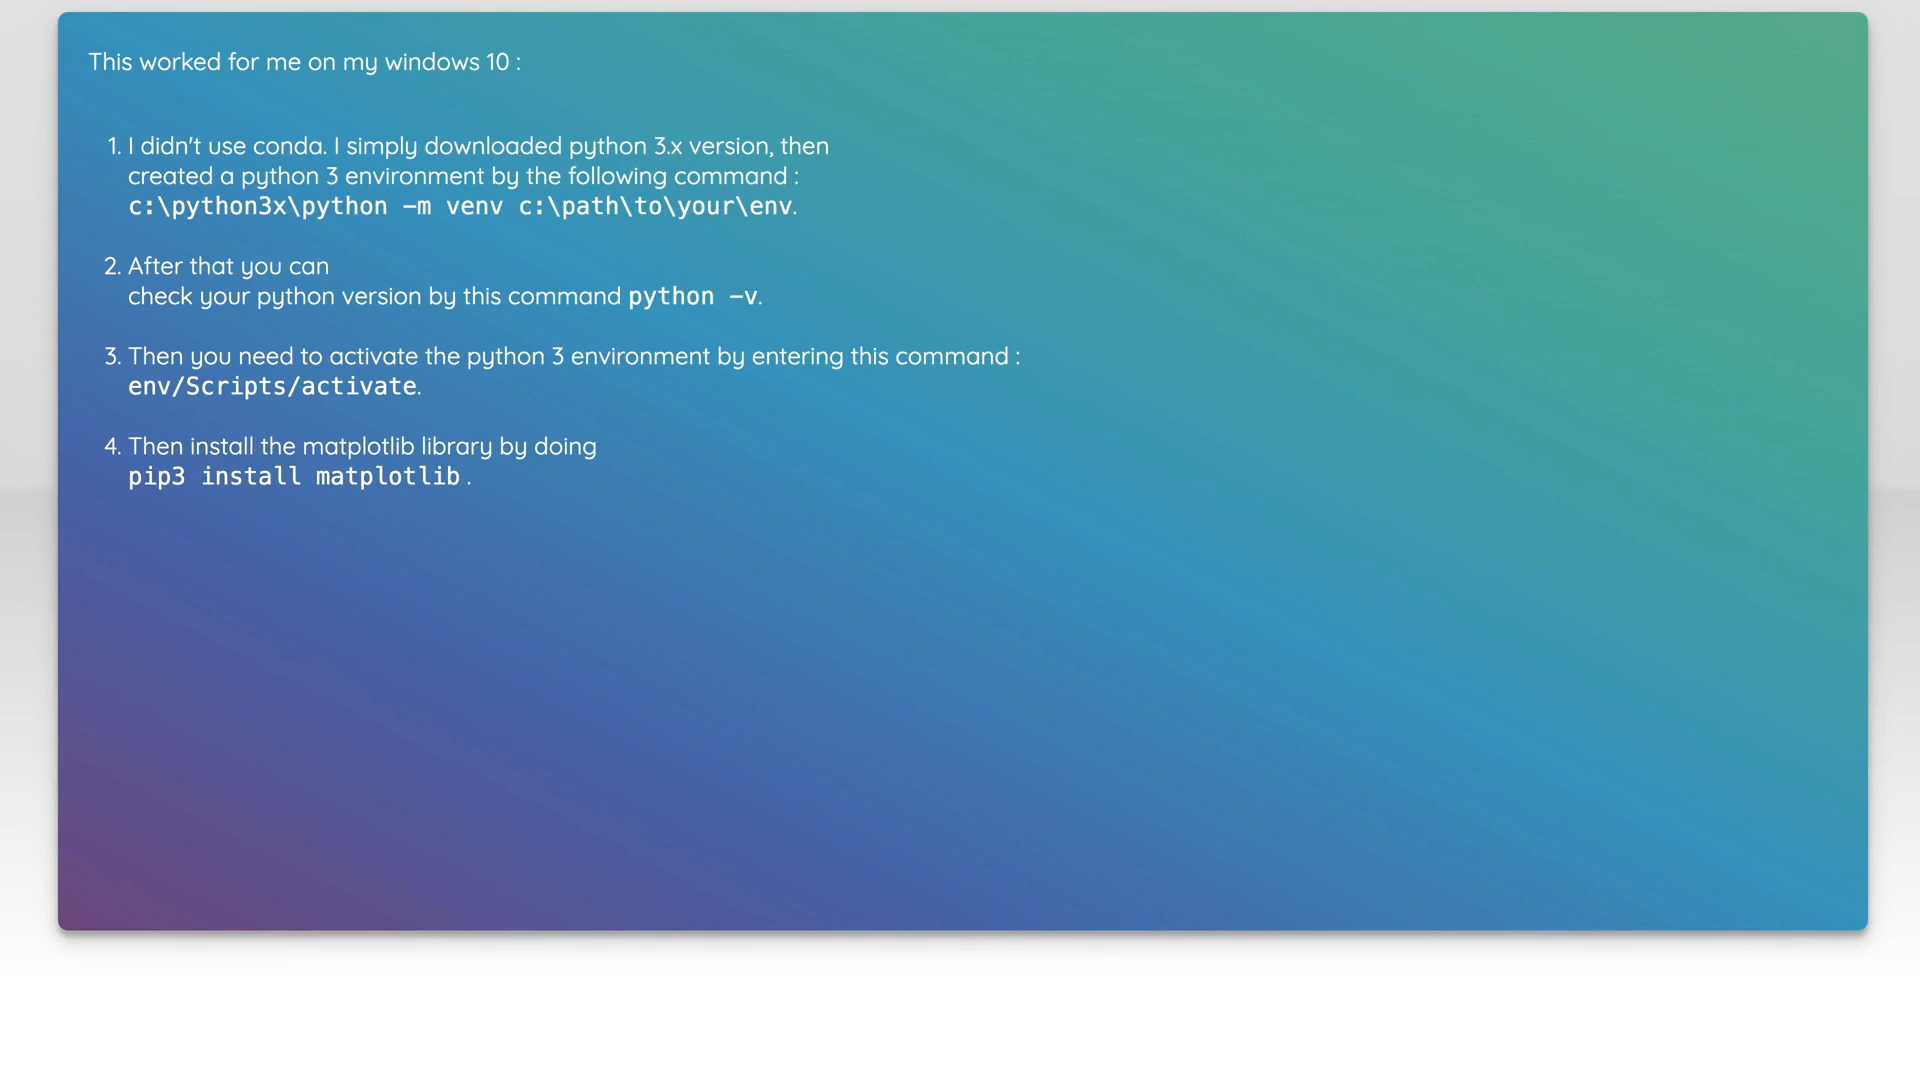 This worked for me on my windows 10 :
1. I didn't use conda. I simply downloaded python 3.x version, then
created a python 3 environment by the following command :
c:\python3x\python -m venv c:\path\to\your\env.
2. After that you can
check your python version by this command python -v.
3. Then you need to activate the python 3 environment by entering this command :
env/Scripts/activate.
4. Then install the matplotlib library by doing
pip3 install matplotlib .